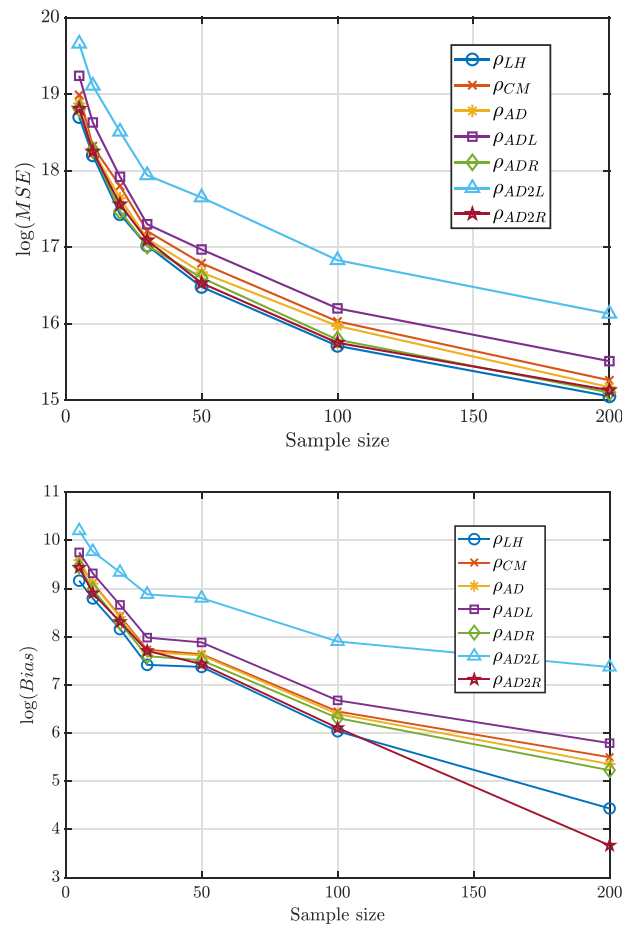 20
19
18
17
16
15
log(MSE)
0
50
100
150
200
Sample size
ρLH
ρCM
ρAD
ρADL
ρADR
ρAD2L
ρAD2R
11
10
9
8
7
6
5
4
3
log(Bias)
0
50
100
150
200
Sample size
ρLH
ρCM
ρAD
ρADL
ρADR
ρAD2L
ρAD2R